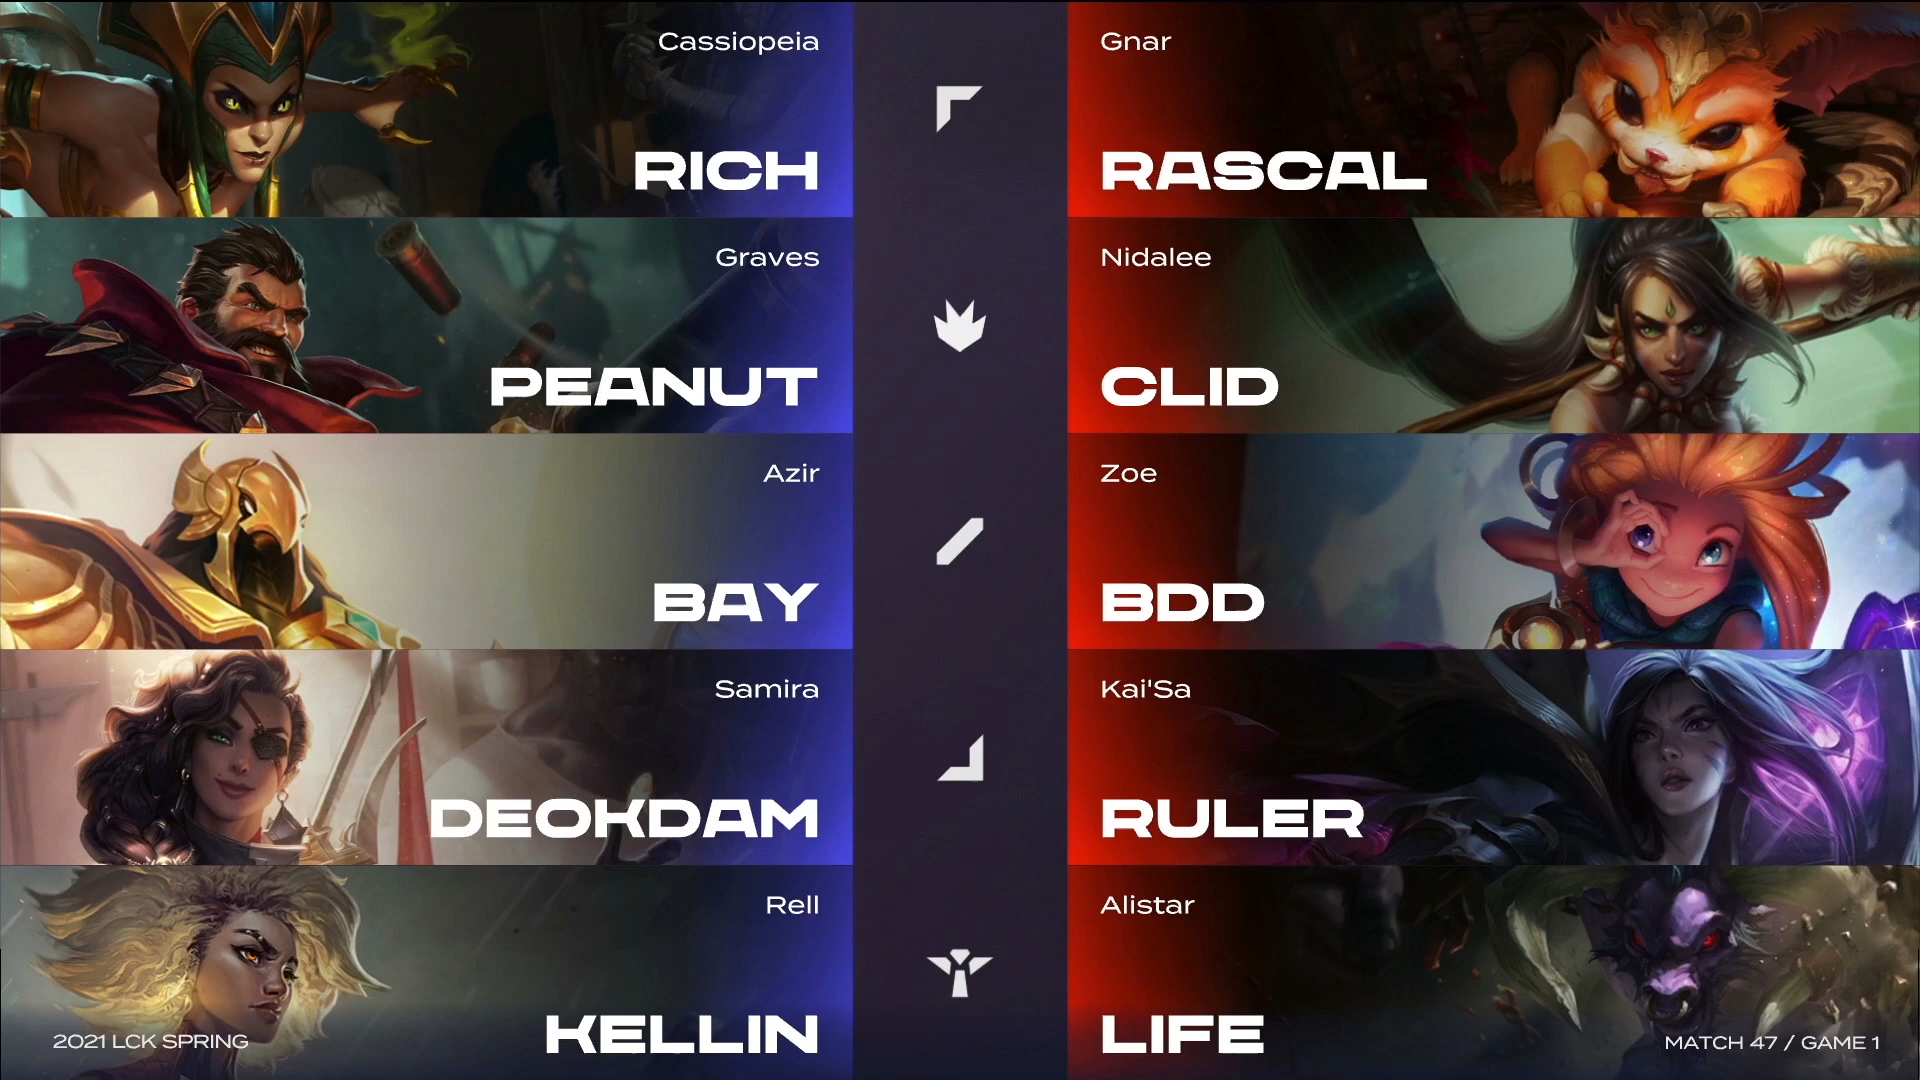 Cassiopeia
RICH
Gnar
RASCAL
Graves
PEANUT
Nidalee
CLID
Azir
BAY
Zoe
BDD
Samira
DEOKDAM
Kai'Sa
RULER
Rell
KELLIN
Alistar
LIFE
2021 LCK SPRING
MATCH 47 / GAME 1